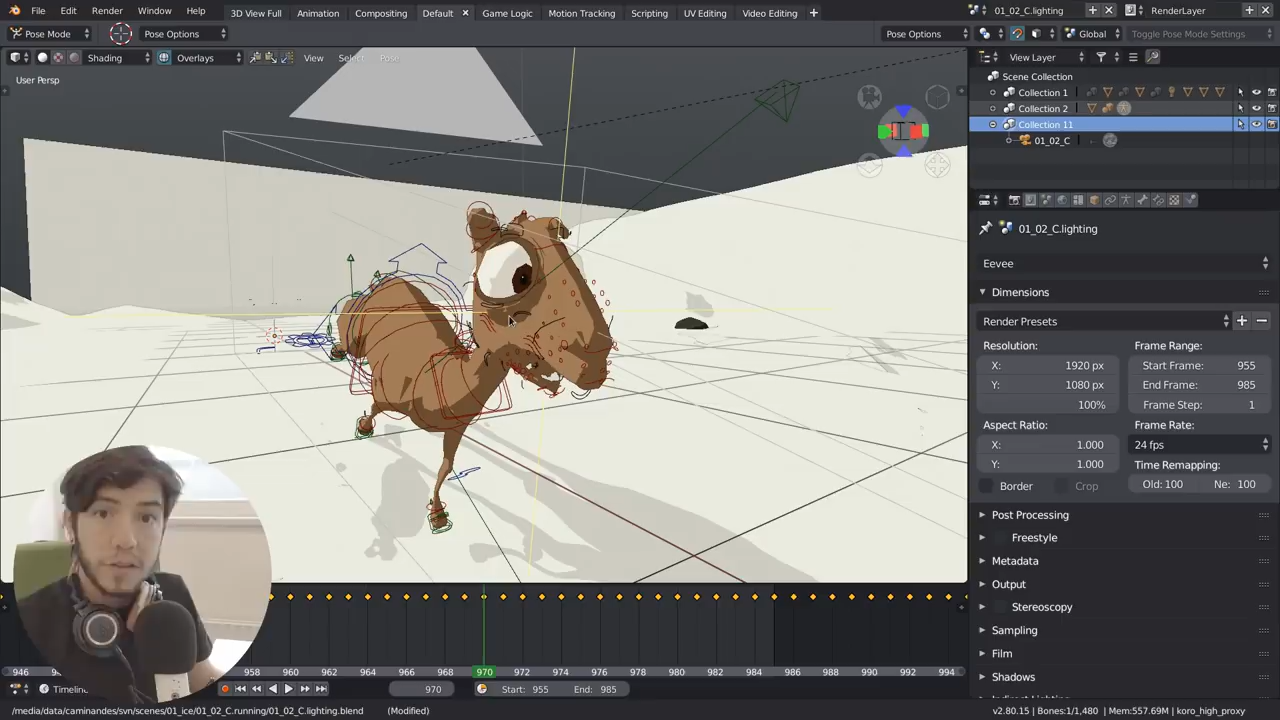 File Edit Render Window Help 3D View Full Animation Compositing Default Game Logic Motion Tracking Scripting UV Editing Video Editing 01_02_C.lighting RenderLayer
Pose Mode Pose Options Pose Options Global Toggle Pose Mode Settings
Shading Overlays View Select Pose
User Persp
View Layer
Scene Collection
Collection 1
Collection 2
Collection 11
01_02_C
01_02_C.lighting
Eevee
Dimensions
Render Presets
Resolution: Frame Range:
X: 1920 px Start Frame: 955
Y: 1080 px End Frame: 985
100% Frame Step: 1
Aspect Ratio: Frame Rate:
X: 1.000 24 fps
Y: 1.000 Time Remapping:
Border Crop Old: 100 Ne: 100
Post Processing
Freestyle
Metadata
Output
Stereoscopy
Sampling
Film
Shadows
Indirect Lighting
946 958 960 962 964 966 968 970 972 974 976 978 980 982 984 986 988 990 992 994
Timeline 970 Start: 955 End: 985
/media/data/caminandes/svn/scenes/01_ice/01_02_C.running/01_02_C.lighting.blend (Modified) v2.80.15 | Bones:1/1,480 | Mem:557.69M | koro_high_proxy